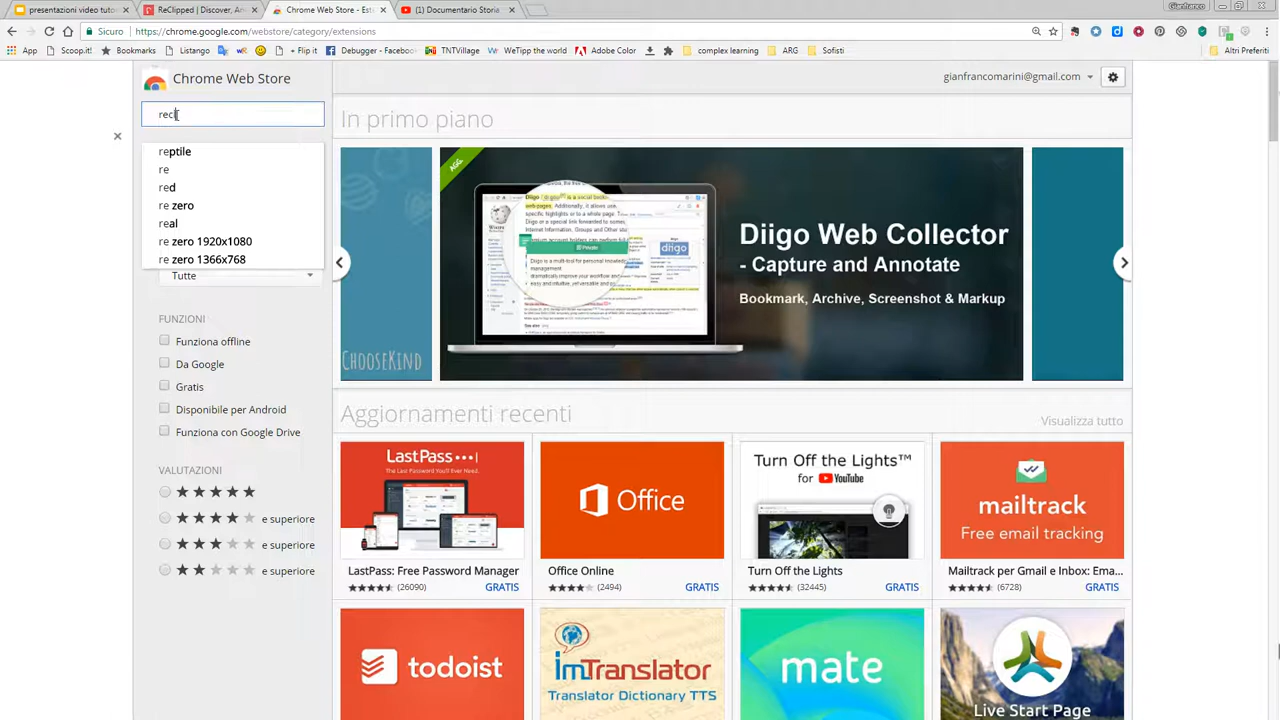 presentazioni video tuto
ReClipped | Discover, An
Chrome Web Store - Est
(1) Documentario Storia
Gianfranco
Sicuro
https://chrome.google.com/webstore/category/extensions
App
Scoop.it!
Bookmarks
Listango
+ Flip it
Debugger - Facebook
TNTVillage
WeTryn the world
Adobe Color
complex learning
ARG
Sofisti
Altri Preferiti
Chrome Web Store
gianfrancomarini@gmail.com
recl
reptile
re
red
re zero
real
re zero 1920x1080
re zero 1366x768
Tutte
FUNZIONI
Funziona offline
Da Google
Gratis
Disponibile per Android
Funziona con Google Drive
VALUTAZIONI
e superiore
e superiore
e superiore
In primo piano
AGG.
ChooseKind
Diigo Web Collector
- Capture and Annotate
Bookmark, Archive, Screenshot & Markup
Aggiornamenti recenti
Visualizza tutto
LastPass
The Last Password You'll Ever Need.
LastPass: Free Password Manager
(26090)
GRATIS
Office
Office Online
(2494)
GRATIS
Turn Off the Lights™
for YouTube
Turn Off the Lights
(32445)
GRATIS
mailtrack
Free email tracking
Mailtrack per Gmail e Inbox: Ema...
(6728)
GRATIS
todoist
imTranslator
Translator Dictionary TTS
mate
Live Start Page